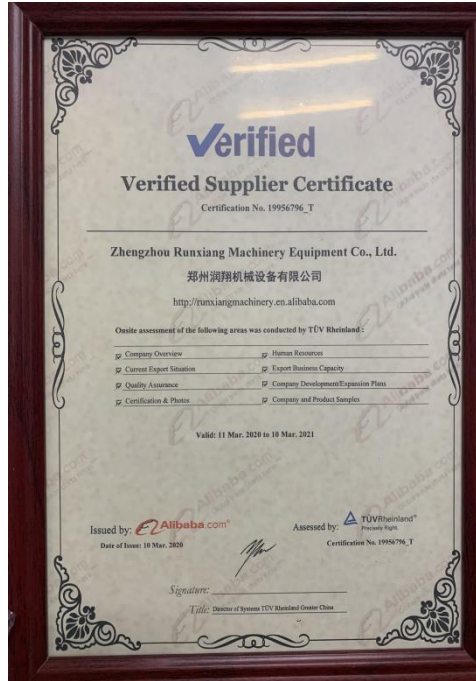 Verified
Verified Supplier Certificate
Certification No. 19956796_T
Zhengzhou Runxiang Machinery Equipment Co., Ltd.
郑州润翔机械设备有限公司
http://runxiangmachinery.en.alibaba.com
Onsite assessment of the following areas was conducted by TÜV Rheinland :
Company Overview Human Resources
Current Export Situation Export Business Capacity
Quality Assurance Company Development/Expansion Plans
Certification & Photos Company and Product Samples
Valid: 11 Mar. 2020 to 10 Mar. 2021
Issued by: Alibaba.com® Assessed by: TÜVRheinland®
Precisely Right.
Date of Issue: 10 Mar. 2020 Certification No. 19956796_T
Signature:
Title: Director of Systems TÜV Rheinland Greater China